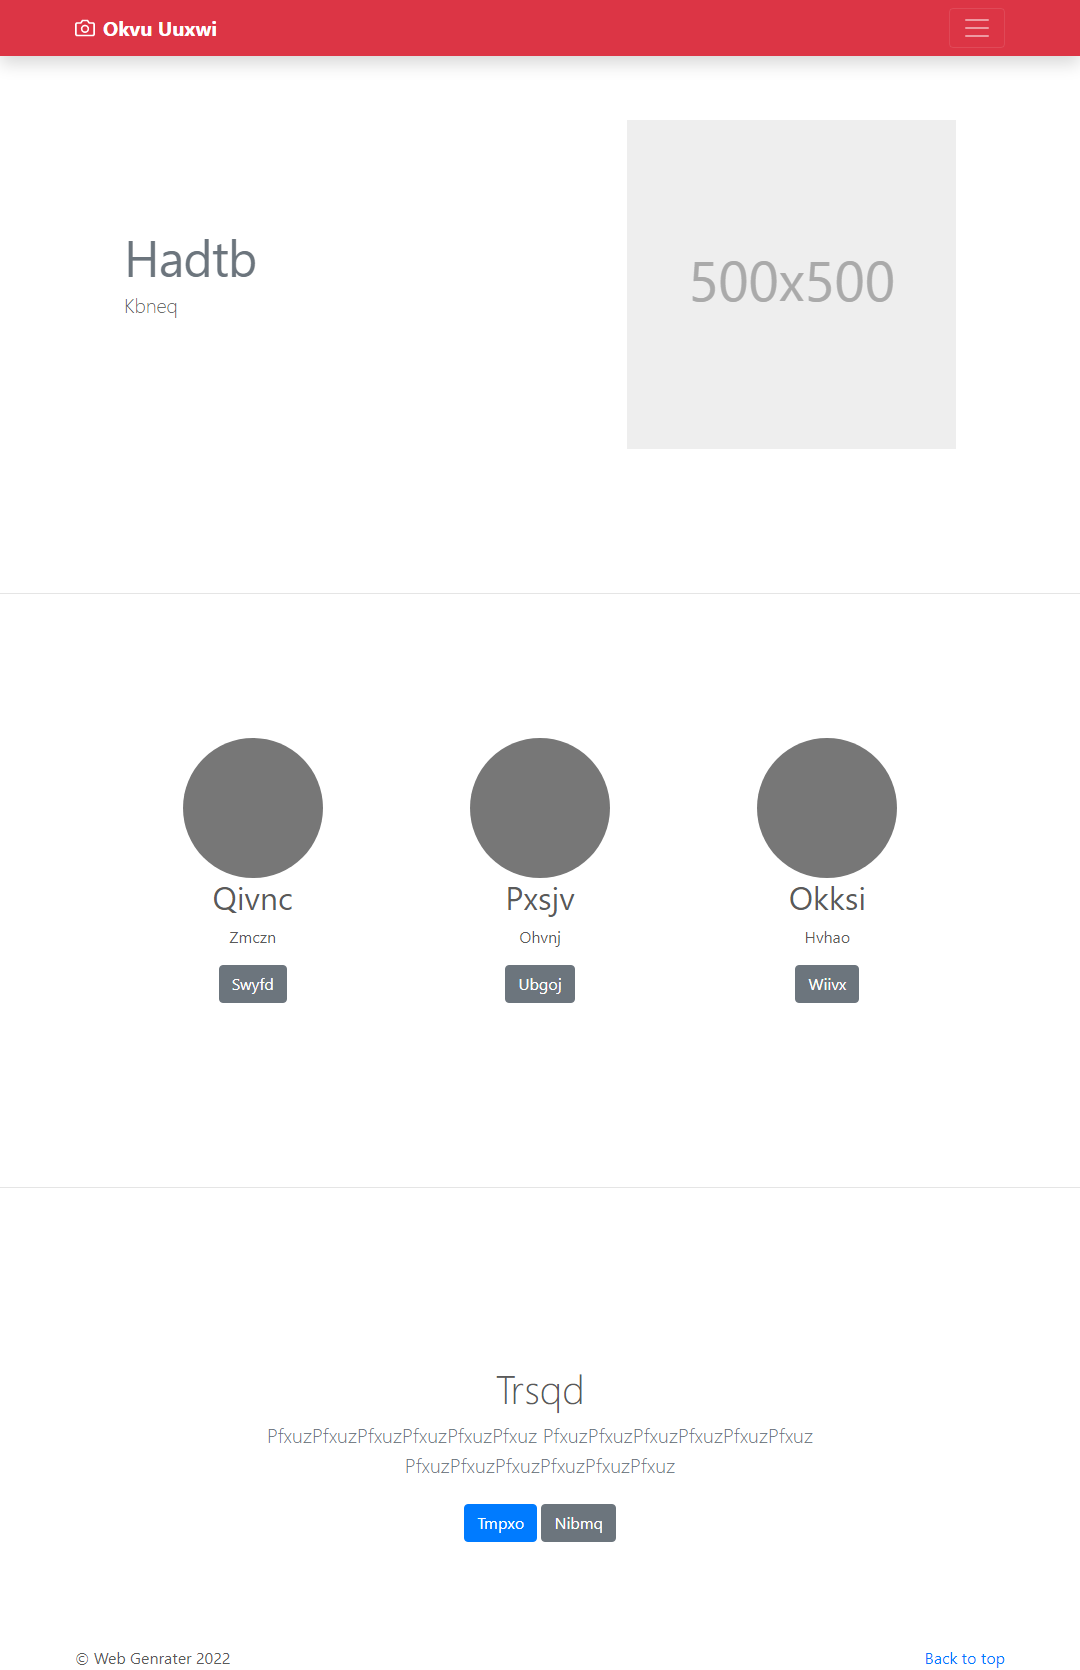 Okvu Uuxwi
Hadtb
Kbneq
500x500
Qivnc
Zmczn
Swyfd
Pxsjv
Ohvnj
Ubgoj
Okksi
Hvhao
Wiivx
Trsqd
PfxuzPfxuzPfxuzPfxuzPfxuzPfxuz PfxuzPfxuzPfxuzPfxuzPfxuzPfxuz
PfxuzPfxuzPfxuzPfxuzPfxuzPfxuz
Tmpxo Nibmq
© Web Genrater 2022
Back to top